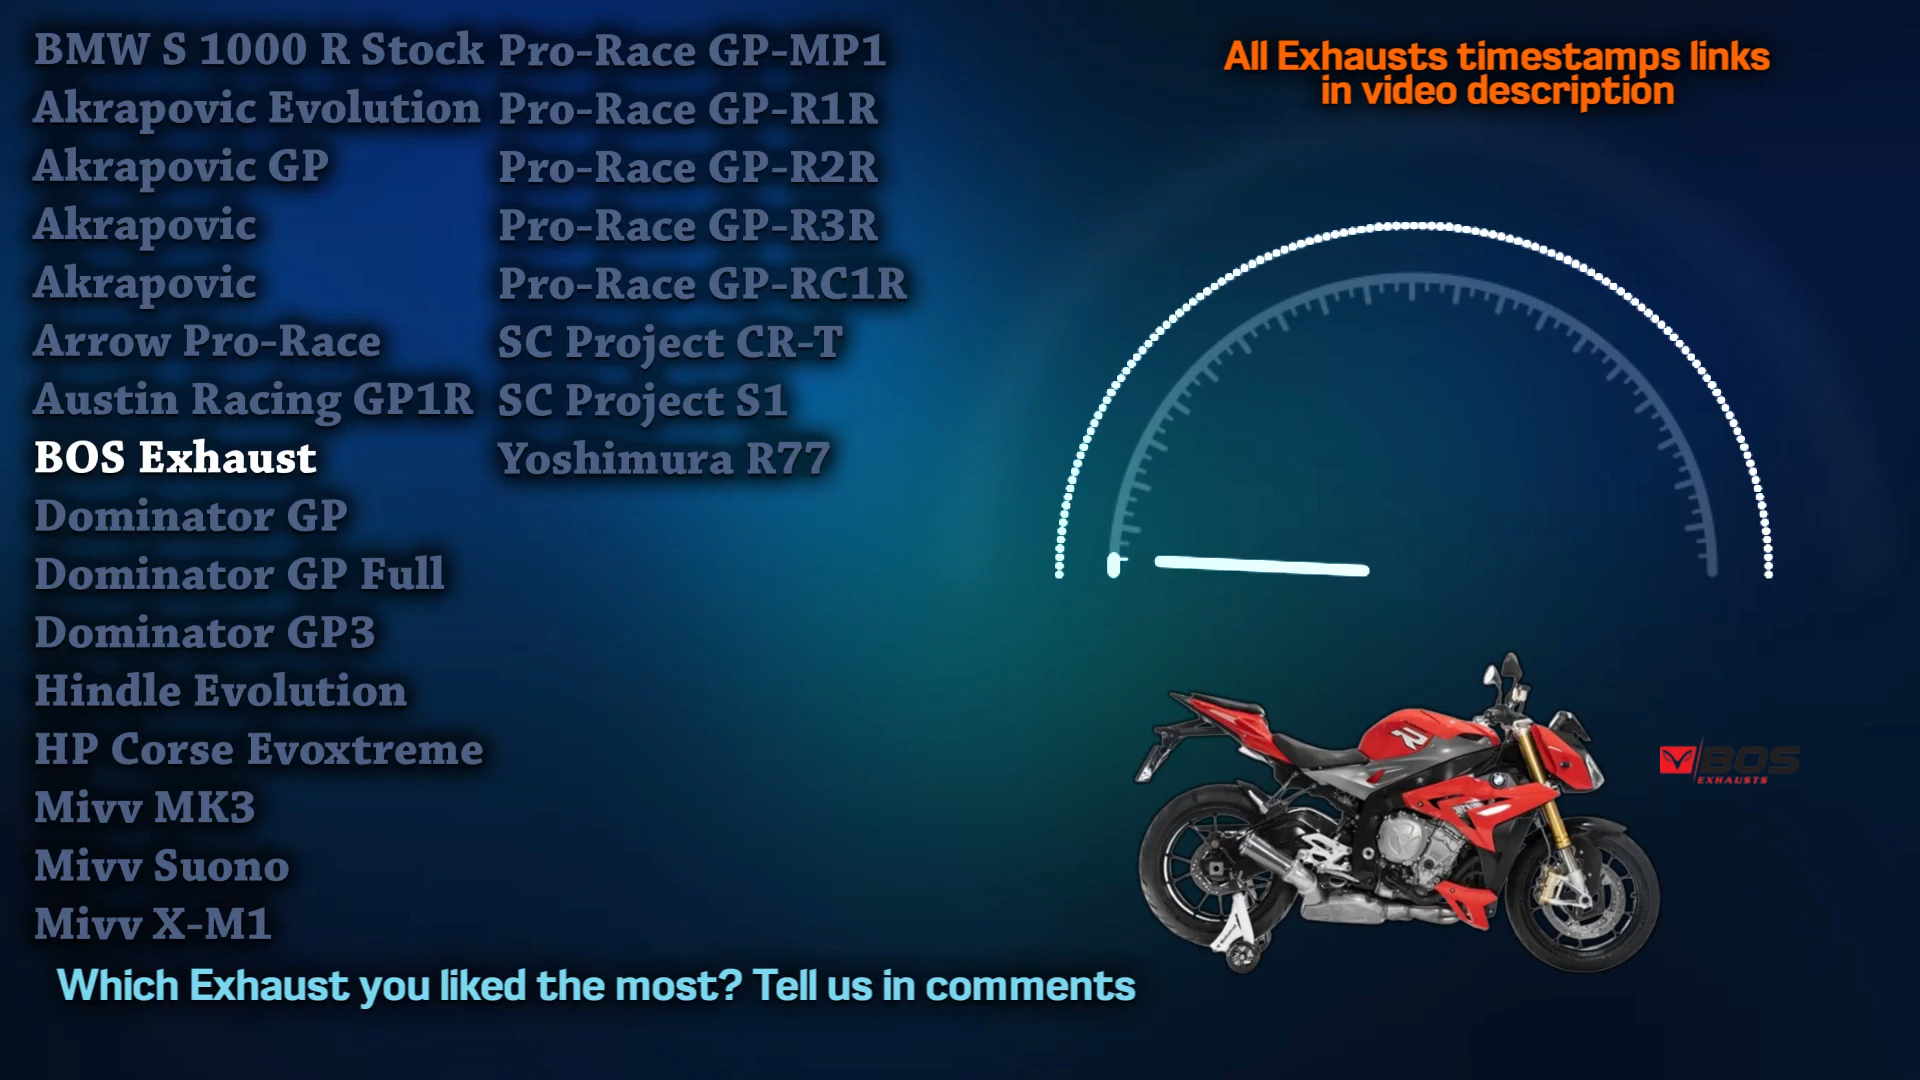 BMW S 1000 R Stock
Akrapovic Evolution
Akrapovic GP
Akrapovic
Akrapovic
Arrow Pro-Race
Austin Racing GP1R
BOS Exhaust
Dominator GP
Dominator GP Full
Dominator GP3
Hindle Evolution
HP Corse Evoxtreme
Mivv MK3
Mivv Suono
Mivv X-M1
Pro-Race GP-MP1
Pro-Race GP-R1R
Pro-Race GP-R2R
Pro-Race GP-R3R
Pro-Race GP-RC1R
SC Project CR-T
SC Project S1
Yoshimura R77
All Exhausts timestamps links
in video description
R
BOS
EXHAUSTS
Which Exhaust you liked the most? Tell us in comments